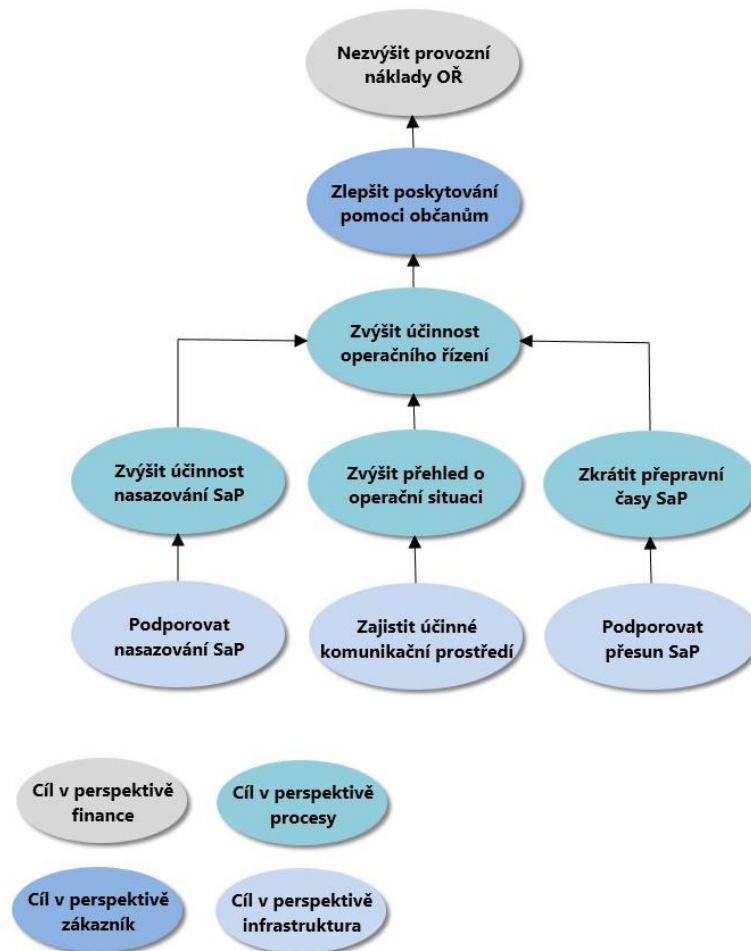 Nezvýšit provozní
náklady OŘ
Zlepšit poskytování
pomoci občanům
Zvýšit účinnost
operačního řízení
Zvýšit účinnost
nasazování SaP
Zvýšit přehled o
operační situaci
Zkrátit přepravní
časy SaP
Podporovat
nasazování SaP
Zajistit účinné
komunikační prostředí
Podporovat
přesun SaP
Cíl v perspektivě
finance
Cíl v perspektivě
procesy
Cíl v perspektivě
zákazník
Cíl v perspektivě
infrastruktura